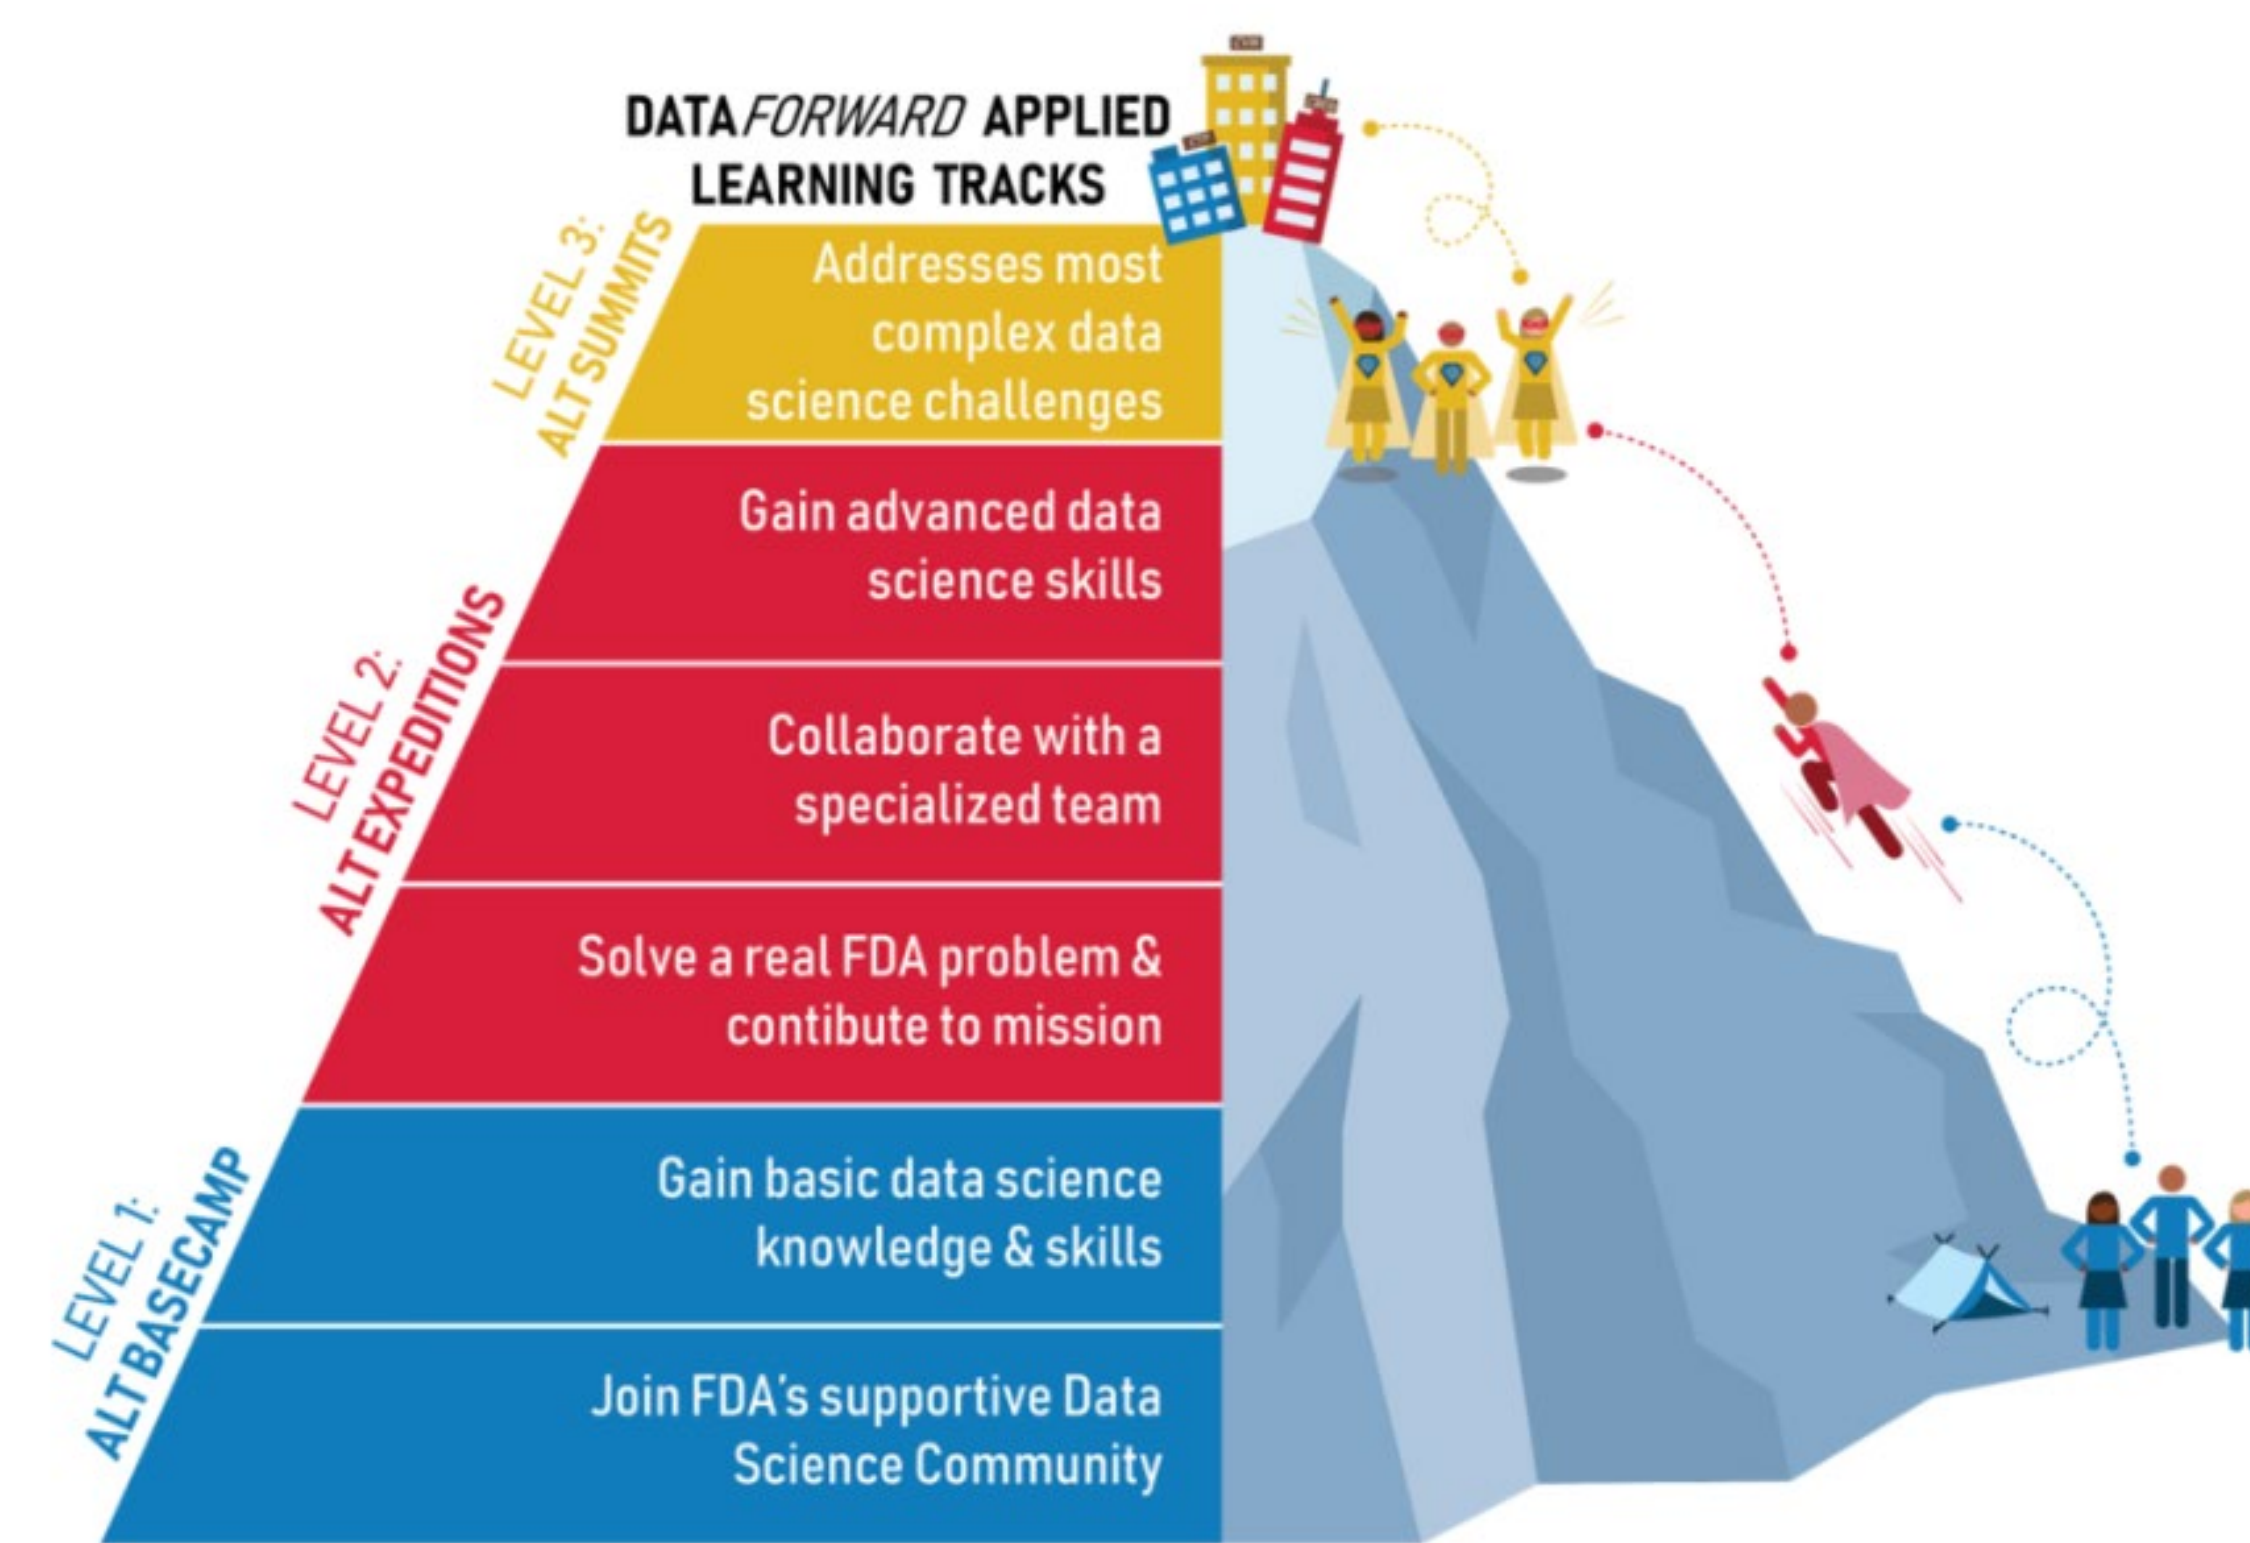 DATA FORWARD APPLIED
LEARNING TRACKS
LEVEL 3:
ALT SUMMITS
Addresses most
complex data
science challenges
LEVEL 2:
ALT EXPEDITIONS
Gain advanced data
science skills
Collaborate with a
specialized team
Solve a real FDA problem &
contibute to mission
LEVEL 1:
ALT BASECAMP
Gain basic data science
knowledge & skills
Join FDA's supportive Data
Science Community